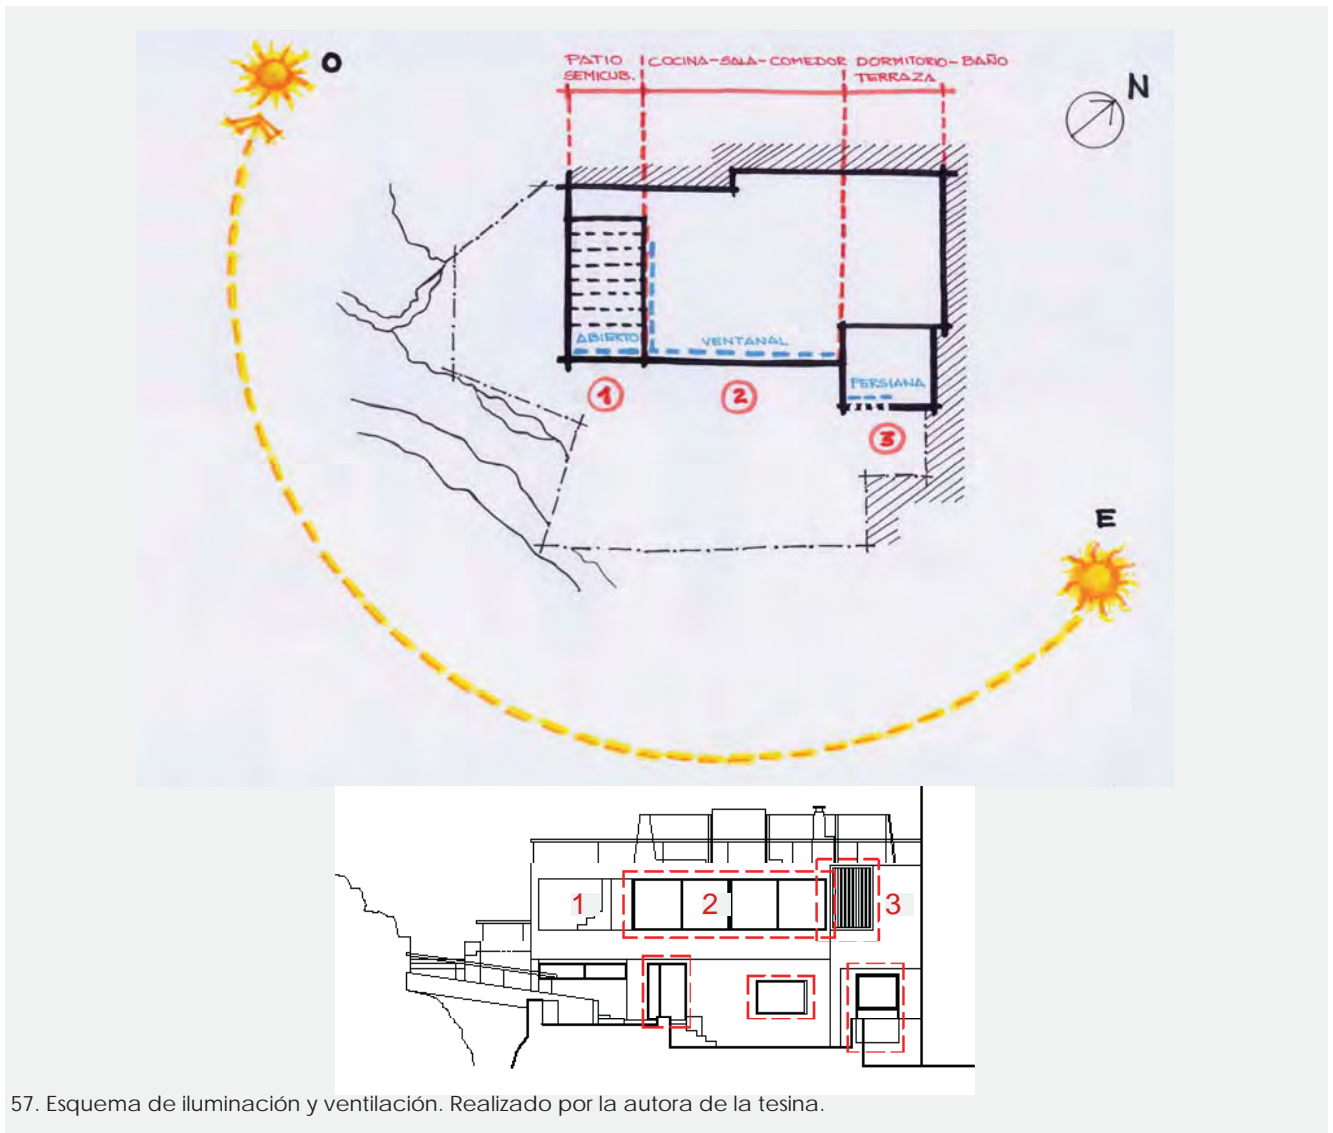 O
PATIO
SEMICUB.
COCINA-SALA-COMEDOR
DORMITORIO-BAÑO
TERRAZA
N
ABIERTO
VENTANAL
PERSIANA
1
2
3
E
1
2
3
57. Esquema de iluminación y ventilación. Realizado por la autora de la tesina.